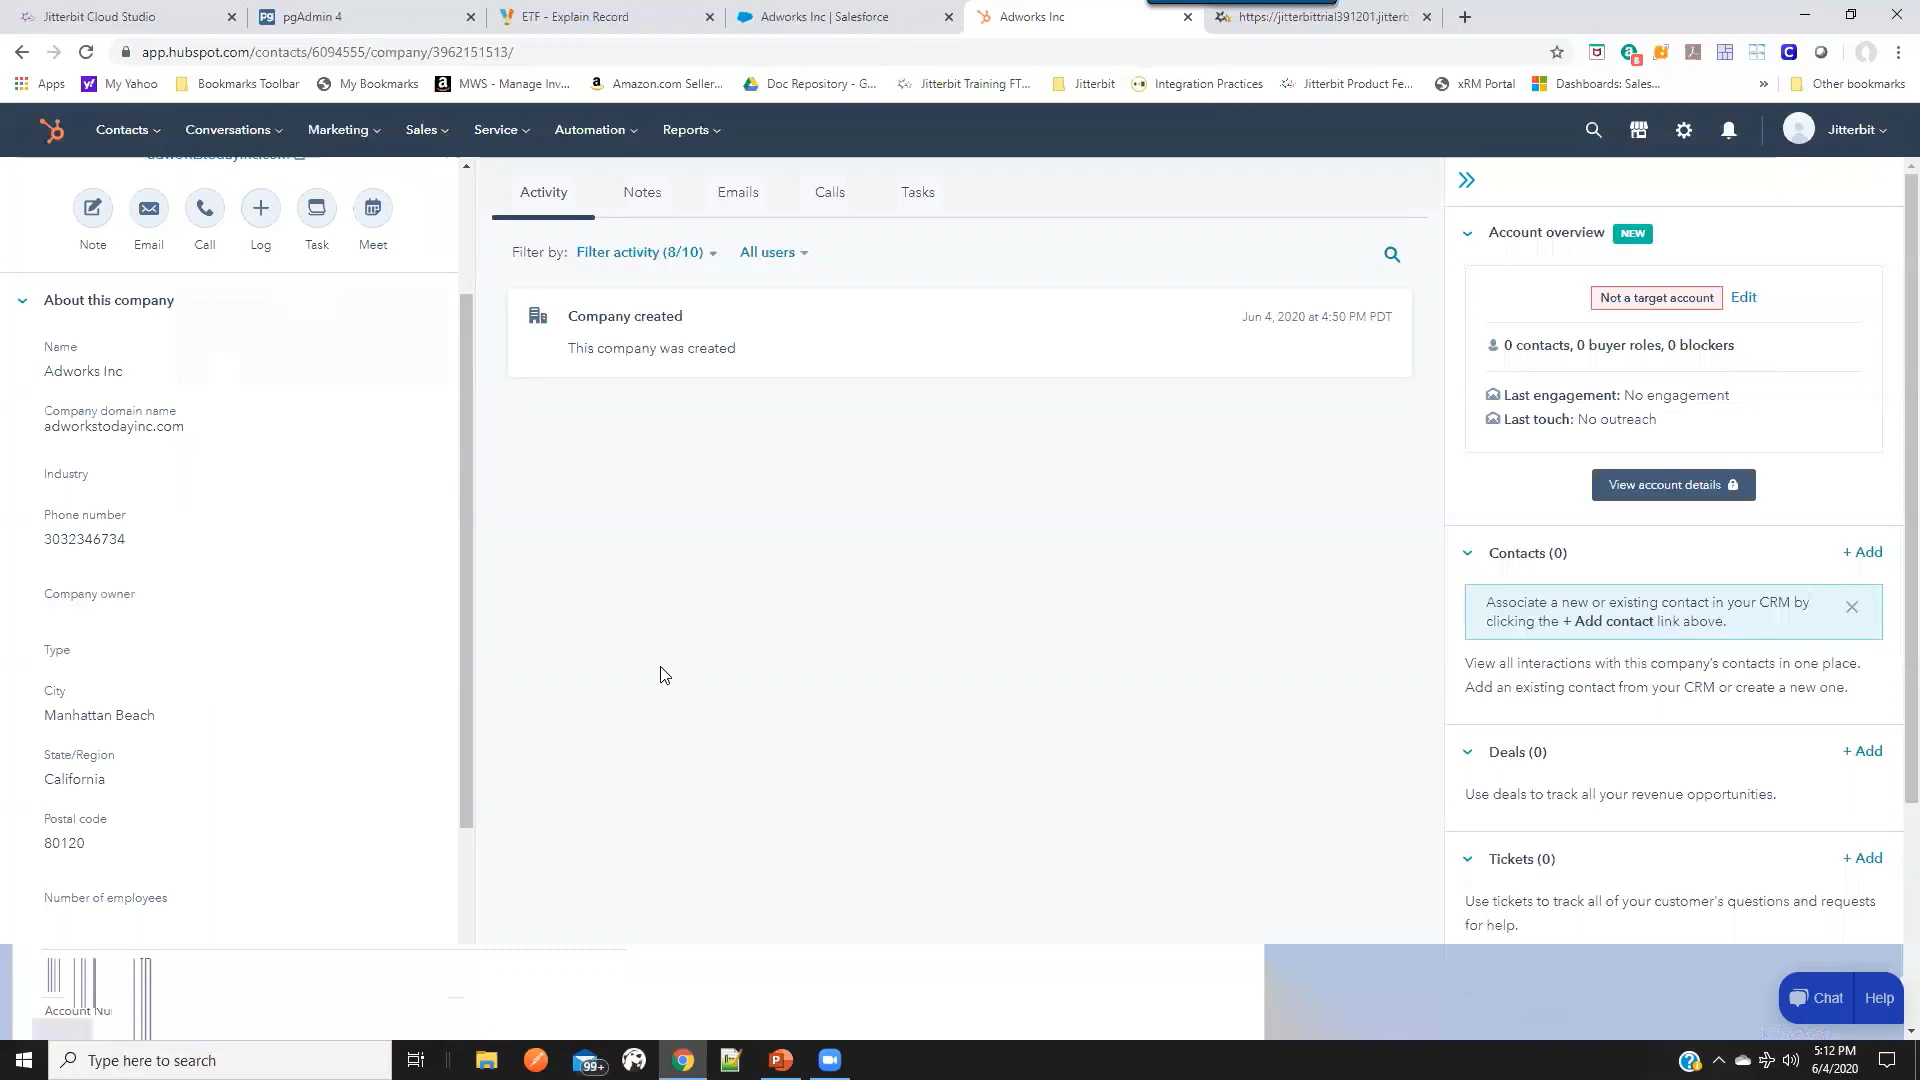 Jitterbit Cloud Studio
pgAdmin 4
ETF - Explain Record
Adworks Inc | Salesforce
Adworks Inc
https://jitterbittrial391201.jitterb
app.hubspot.com/contacts/6094555/company/3962151513/
Apps
My Yahoo
Bookmarks Toolbar
My Bookmarks
MWS - Manage Inv...
Amazon.com Seller...
Doc Repository - G...
Jitterbit Training FT...
Jitterbit
Integration Practices
Jitterbit Product Fe...
xRM Portal
Dashboards: Sales...
»
Other bookmarks
Contacts
Conversations
Marketing
Sales
Service
Automation
Reports
Jitterbit
Note
Email
Call
Log
Task
Meet
About this company
Name
Adworks Inc
Company domain name
adworkstodayinc.com
Industry
Phone number
3032346734
Company owner
Type
City
Manhattan Beach
State/Region
California
Postal code
80120
Number of employees
Activity
Notes
Emails
Calls
Tasks
Filter by: Filter activity (8/10) All users
Company created
Jun 4, 2020 at 4:50 PM PDT
This company was created
Account overview NEW
Not a target account Edit
0 contacts, 0 buyer roles, 0 blockers
Last engagement: No engagement
Last touch: No outreach
View account details
Contacts (0)
+ Add
Associate a new or existing contact in your CRM by
clicking the + Add contact link above.
View all interactions with this company's contacts in one place.
Add an existing contact from your CRM or create a new one.
Deals (0)
+ Add
Use deals to track all your revenue opportunities.
Tickets (0)
+ Add
Use tickets to track all of your customer's questions and requests
for help.
Chat
Help
Type here to search
99+
5:12 PM
6/4/2020